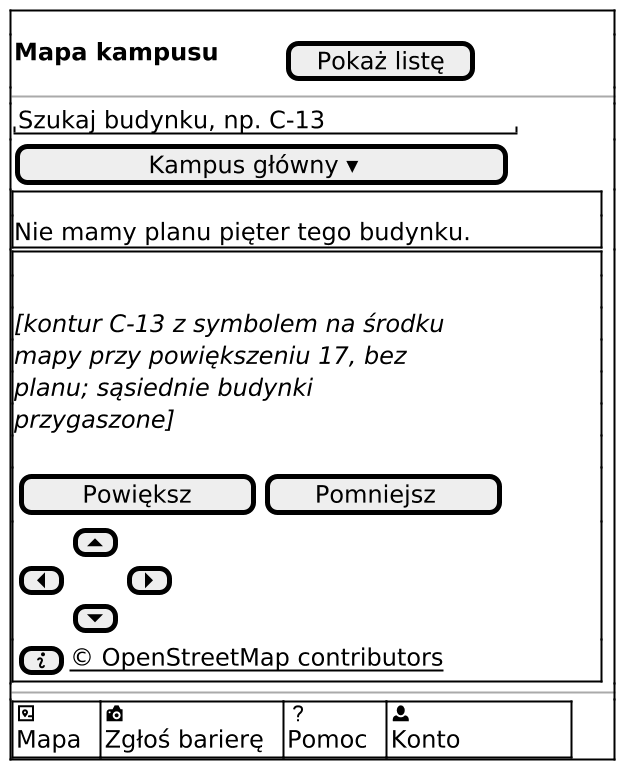 Mapa kampusu
Pokaż listę
Szukaj budynku, np. C-13
Kampus główny ▾
Nie mamy planu pięter tego budynku.
[kontur C-13 z symbolem na środku
mapy przy powiększeniu 17, bez
planu; sąsiednie budynki
przygaszone]
Powiększ Pomniejsz
i © OpenStreetMap contributors
?
Mapa Zgłoś barierę Pomoc Konto